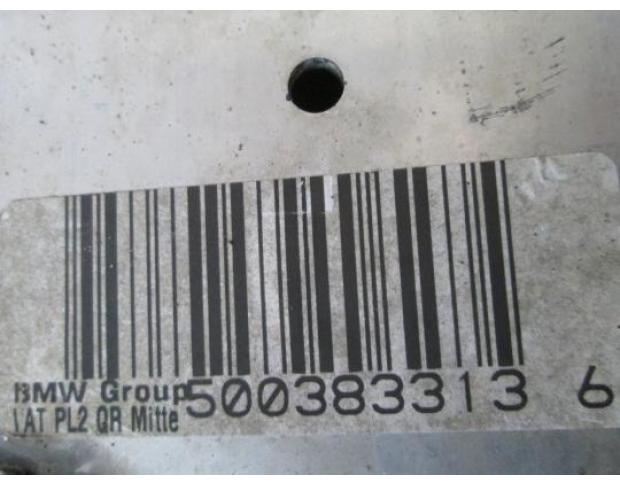 BMW Group 500383313 6
LAT PL2 QR Mitte